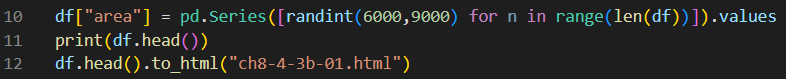 10 df["area"] = pd.Series([randint(6000,9000) for n in range(len(df))]).values
11 print(df.head())
12 df.head().to_html("ch8-4-3b-01.html")